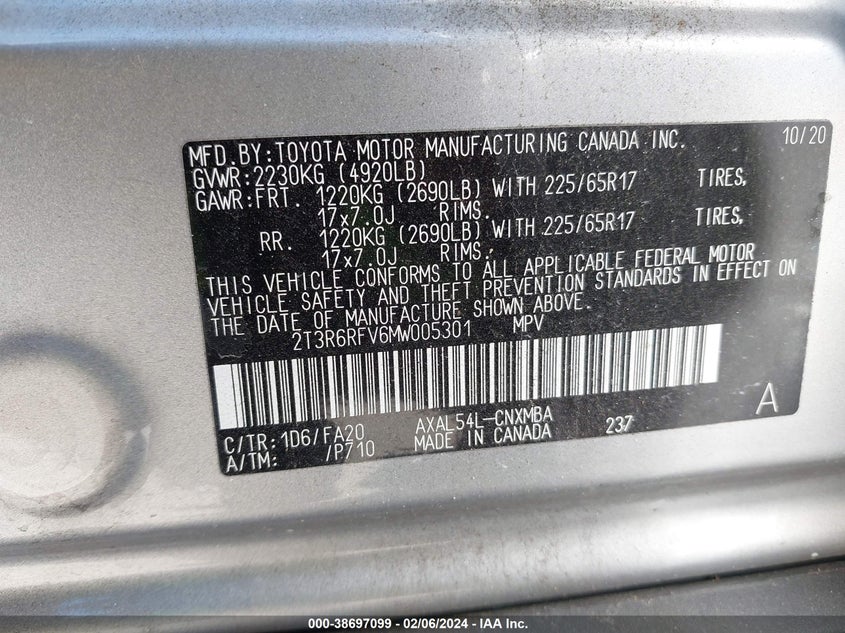 MFD.BY:TOYOTA MOTOR MANUFACTURING CANADA INC. 10/20
GVWR:2230KG (4920LB)
GAWR:FRT. 1220KG (2690LB) WITH 225/65R17 TIRES,
17x7.0J RIMS.
RR. 1220KG (2690LB) WITH 225/65R17 TIRES,
17x7.0J RIMS.
THIS VEHICLE CONFORMS TO ALL APPLICABLE FEDERAL MOTOR
VEHICLE SAFETY AND THEFT PREVENTION STANDARDS IN EFFECT ON
THE DATE OF MANUFACTURE SHOWN ABOVE.
2T3R6RFV6MW005301 MPV
A
C/TR:1D6/FA20 AXAL54L-CNXMBA 237
A/TM: /P710 MADE IN CANADA
000-38697099 / 02/06/2024 - IAA Inc.